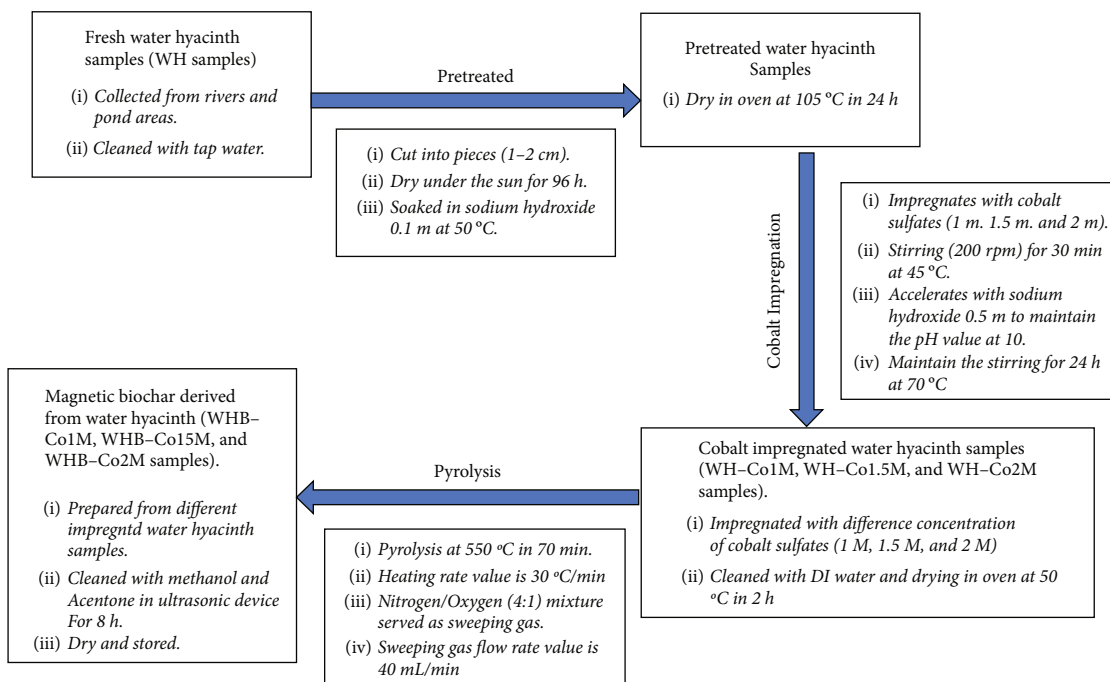 Fresh water hyacinth
samples (WH samples)
(i) Collected from rivers and
pond areas.
(ii) Cleaned with tap water.
Pretreated
(i) Cut into pieces (1–2 cm).
(ii) Dry under the sun for 96 h.
(iii) Soaked in sodium hydroxide
0.1 m at 50 °C.
Pretreated water hyacinth
Samples
(i) Dry in oven at 105 °C in 24 h
Cobalt Impregnation
(i) Impregnates with cobalt
sulfates (1 m. 1.5 m. and 2 m).
(ii) Stirring (200 rpm) for 30 min
at 45 °C.
(iii) Accelerates with sodium
hydroxide 0.5 m to maintain
the pH value at 10.
(iv) Maintain the stirring for 24 h
at 70 °C
Cobalt impregnated water hyacinth samples
(WH–Co1M, WH–Co1.5M, and WH–Co2M
samples).
(i) Impregnated with difference concentration
of cobalt sulfates (1 M, 1.5 M, and 2 M)
(ii) Cleaned with DI water and drying in oven at 50
°C in 2 h
Pyrolysis
(i) Pyrolysis at 550 °C in 70 min.
(ii) Heating rate value is 30 °C/min
(iii) Nitrogen/Oxygen (4:1) mixture
served as sweeping gas.
(iv) Sweeping gas flow rate value is
40 mL/min
Magnetic biochar derived
from water hyacinth (WHB–
Co1M, WHB–Co15M, and
WHB–Co2M samples).
(i) Prepared from different
impregntd water hyacinth
samples.
(ii) Cleaned with methanol and
Acentone in ultrasonic device
For 8 h.
(iii) Dry and stored.